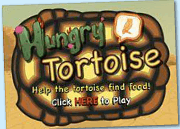 Hungry
Tortoise
Help the tortoise find food!
Click HERE to Play